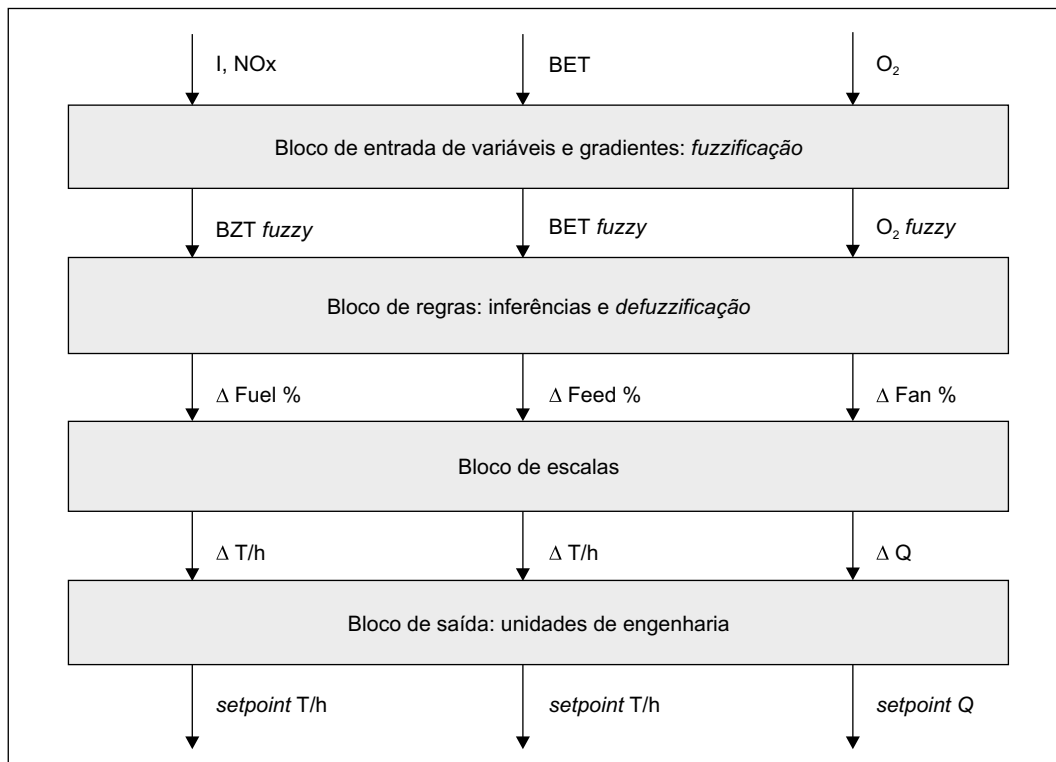 I, NOx
BET
O₂
Bloco de entrada de variáveis e gradientes: fuzzificação
BZT fuzzy
BET fuzzy
O₂ fuzzy
Bloco de regras: inferências e defuzzificação
Δ Fuel %
Δ Feed %
Δ Fan %
Bloco de escalas
Δ T/h
Δ T/h
Δ Q
Bloco de saída: unidades de engenharia
setpoint T/h
setpoint T/h
setpoint Q